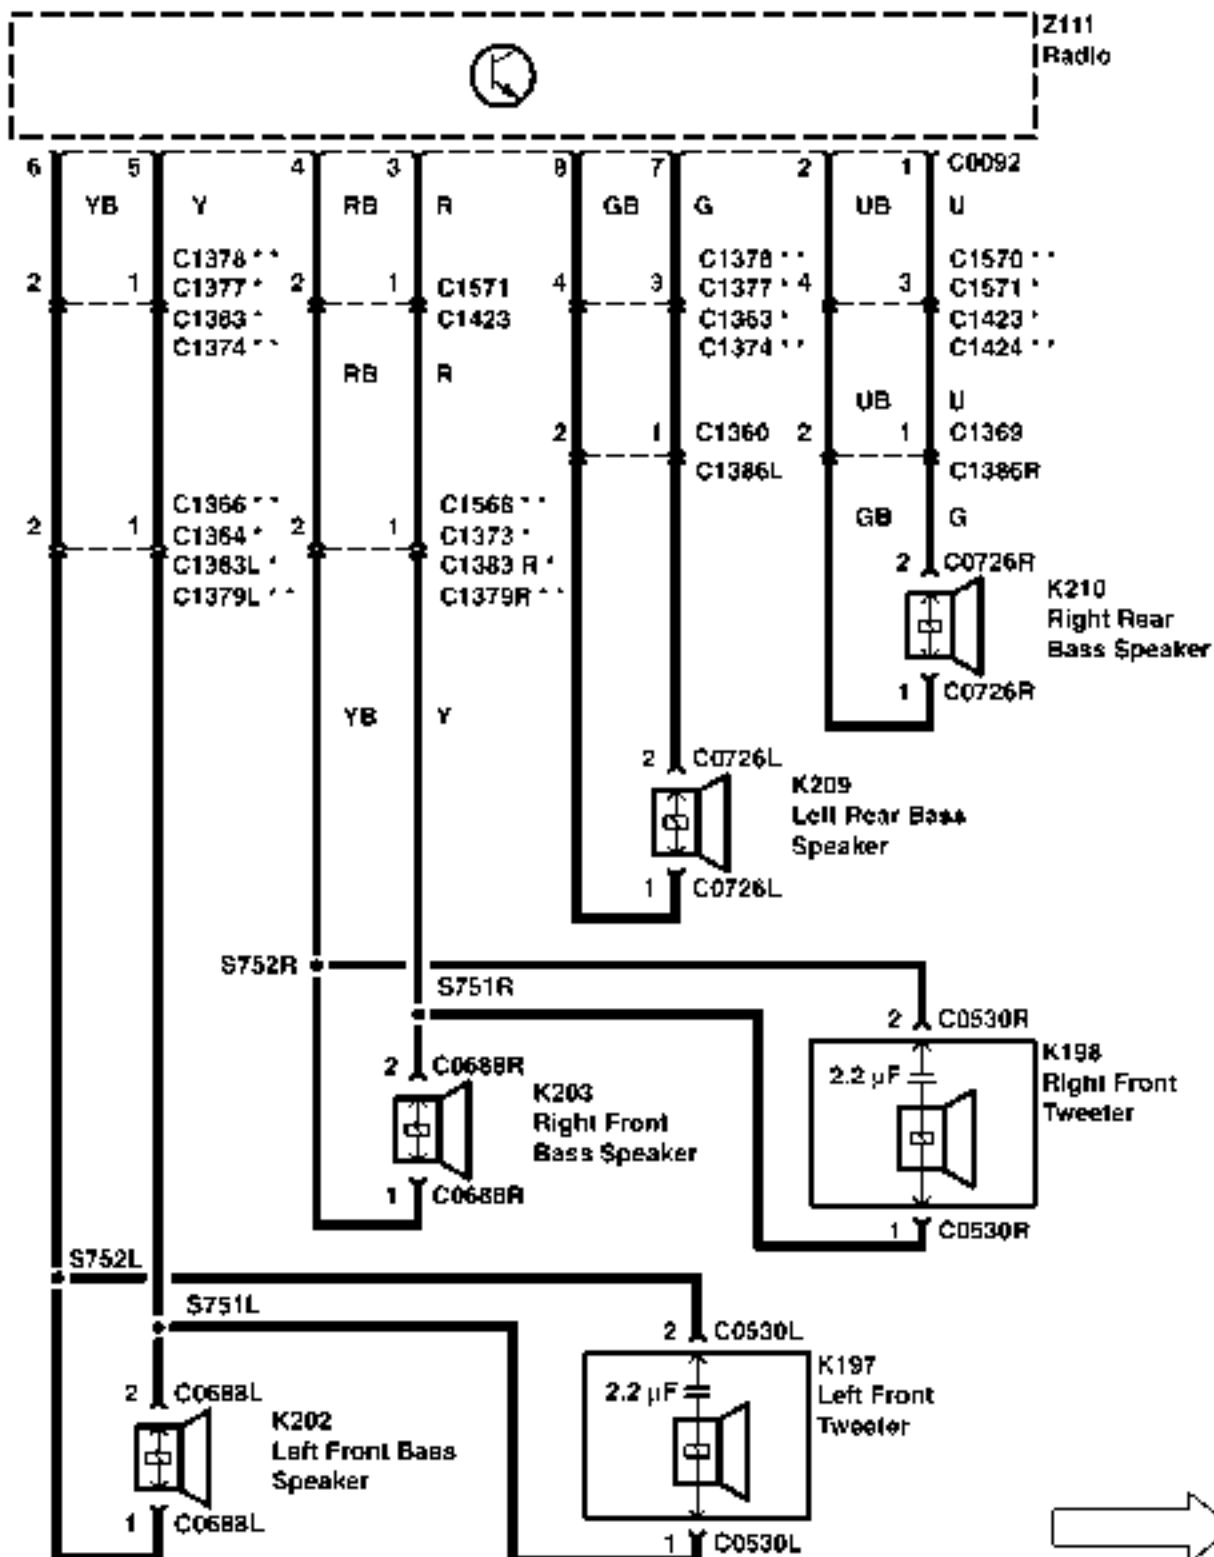 Z111
Radio
6 5 4 3 8 7 2 1 C0092
YB Y RB R GB G UB U
C1378 ** C1378 ** C1570 **
2 1 C1377 * 2 1 C1571 4 3 C1377 * 4 3 C1571 *
C1363 * C1423 C1363 * C1423 *
C1374 ** C1374 ** C1424 **
RB R
UB U
2 1 C1360 2 1 C1369
C1386L C1386R
C1366 ** C1568 ** GB G
2 1 C1364 * 2 1 C1373 *
C1383L * C1383 R *
C1379L ** C1379R **
2 C0726R
K210
Right Rear
Bass Speaker
1 C0726R
YB Y
2 C0726L
K209
Left Rear Bass
Speaker
1 C0726L
S752R
S751R
2 C0530R
K198
Right Front
Tweeter
2.2 µF
2 C0688R
K203
Right Front
Bass Speaker
1 C0688R
1 C0530R
S752L
S751L
2 C0530L
K197
Left Front
Tweeter
2.2 µF
2 C0688L
K202
Left Front Bass
Speaker
1 C0688L
1 C0530L